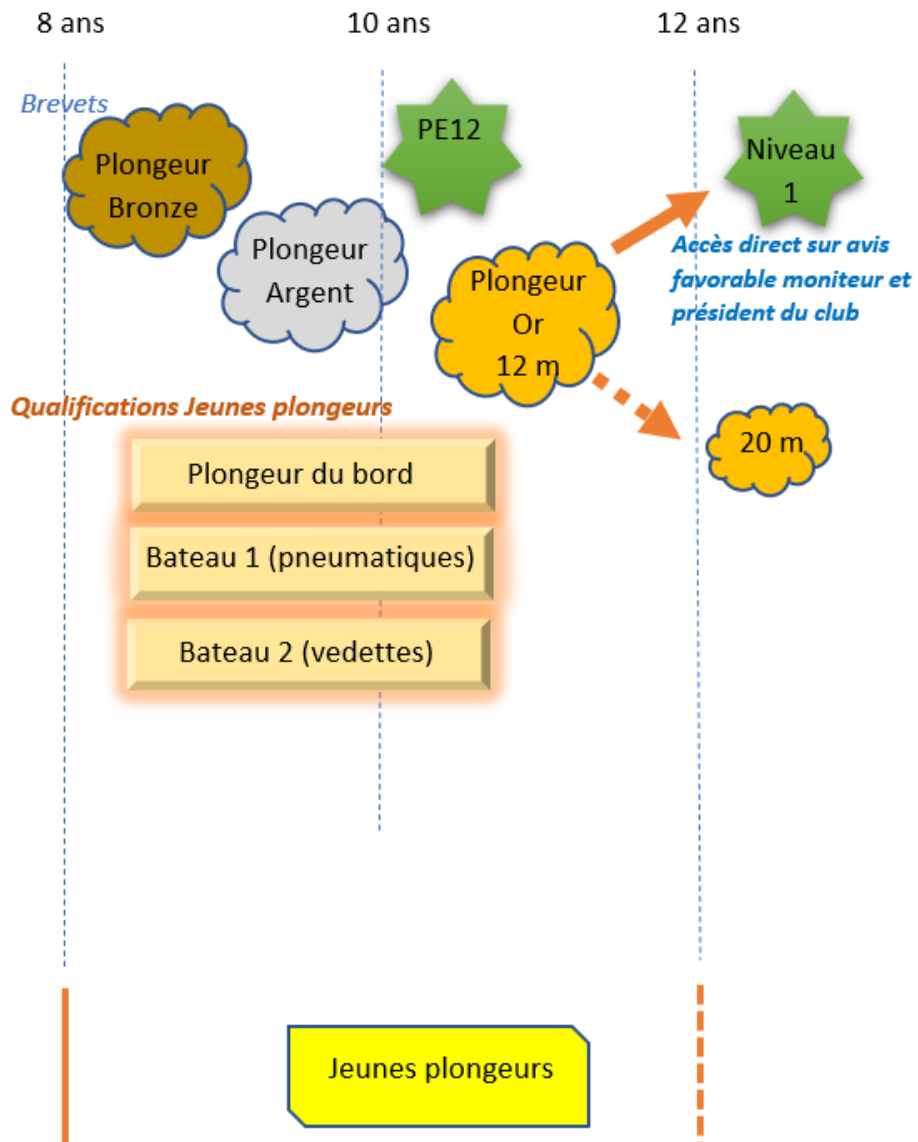 8 ans
10 ans
12 ans
Brevets
Plongeur
Bronze
PE12
Niveau
1
Plongeur
Argent
Plongeur
Or
12 m
Accès direct sur avis
favorable moniteur et
président du club
Qualifications Jeunes plongeurs
20 m
Plongeur du bord
Bateau 1 (pneumatiques)
Bateau 2 (vedettes)
Jeunes plongeurs